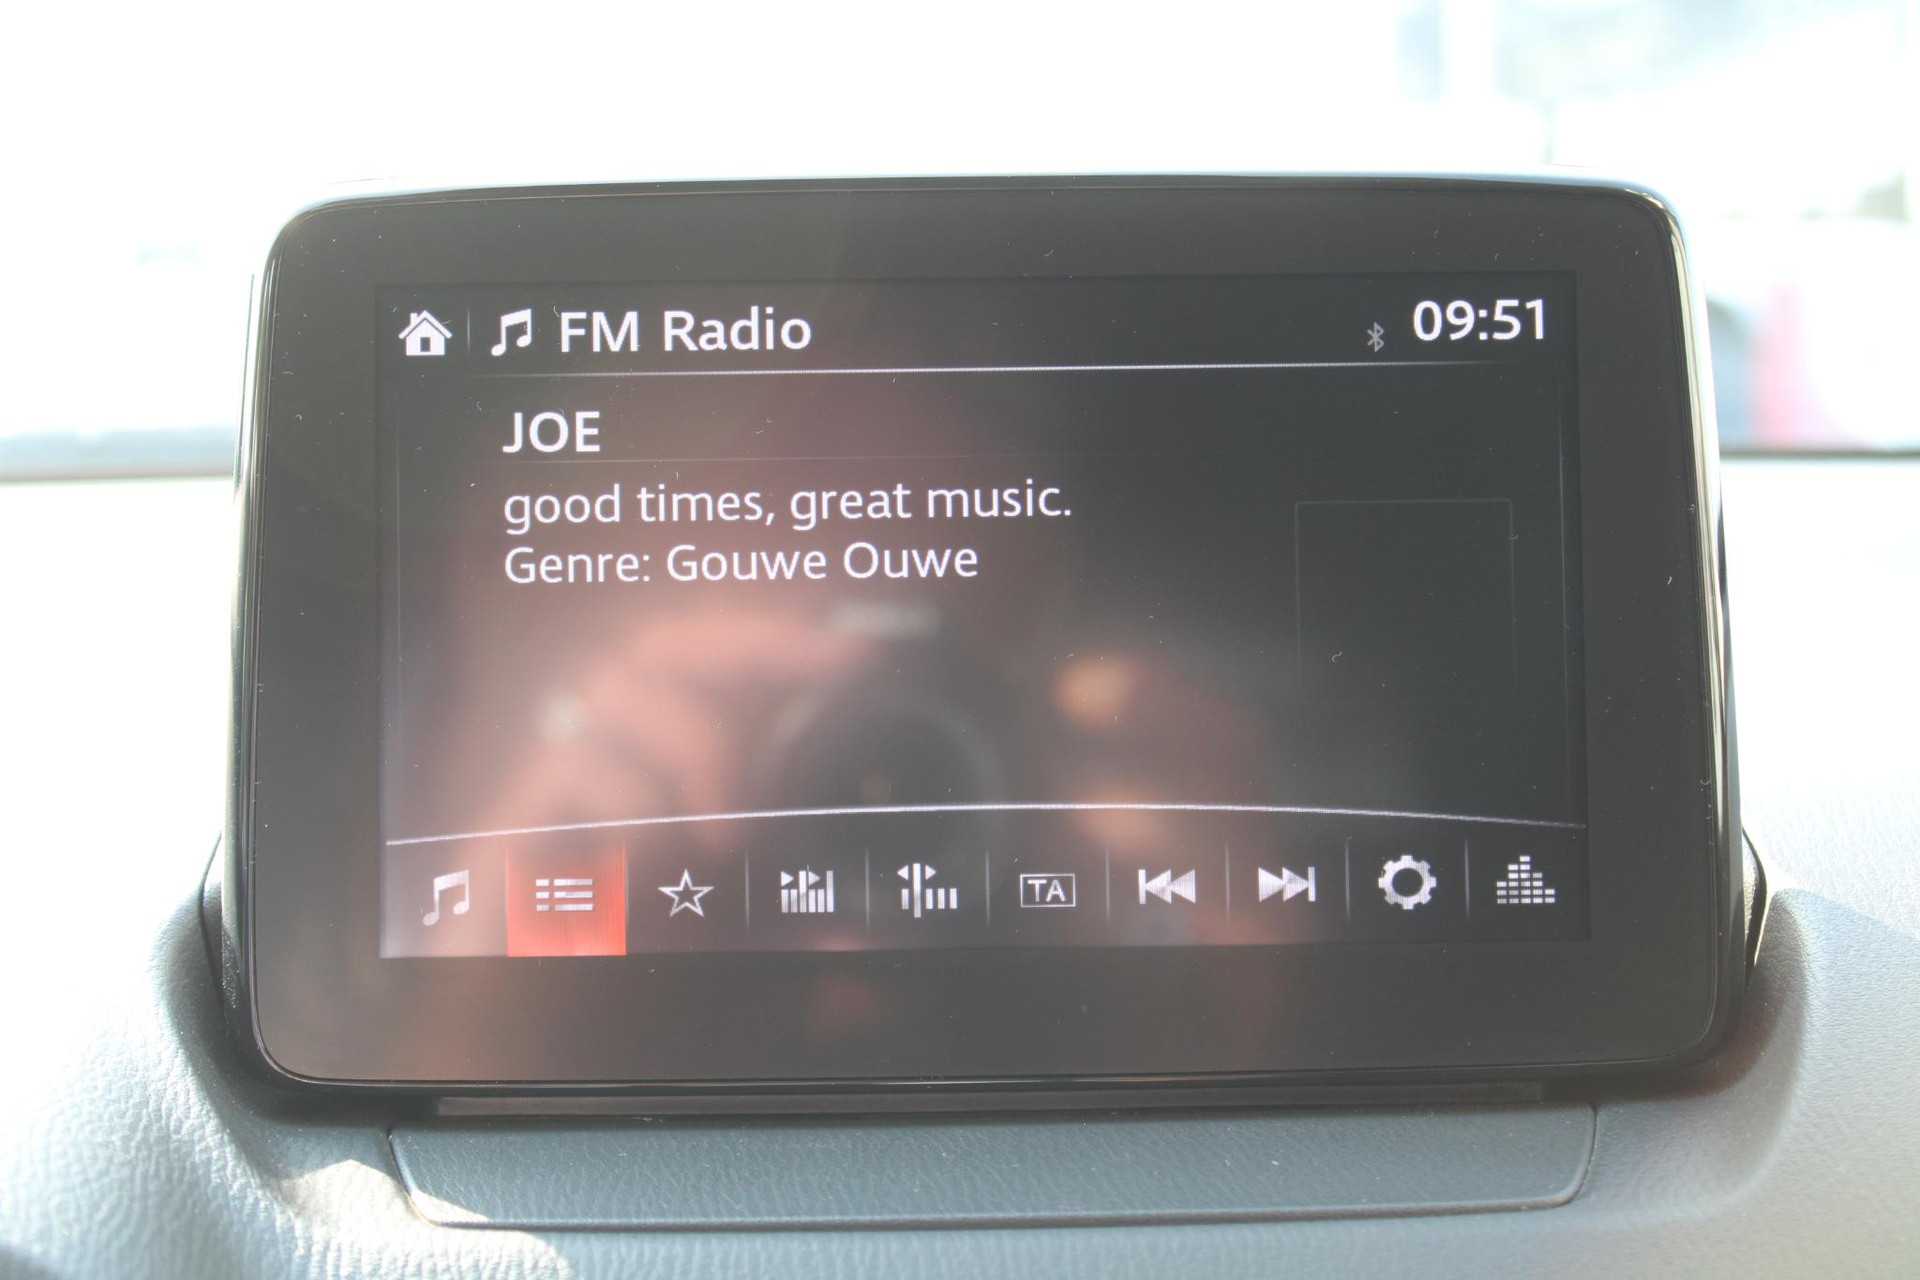 FM Radio
09:51
JOE
good times, great music.
Genre: Gouwe Ouwe
TA